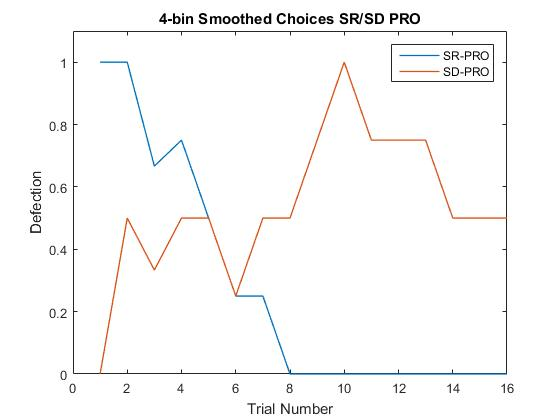 4-bin Smoothed Choices SR/SD PRO
SR-PRO
SD-PRO
1
0.8
0.6
0.4
0.2
0
Defection
0 2 4 6 8 10 12 14 16
Trial Number